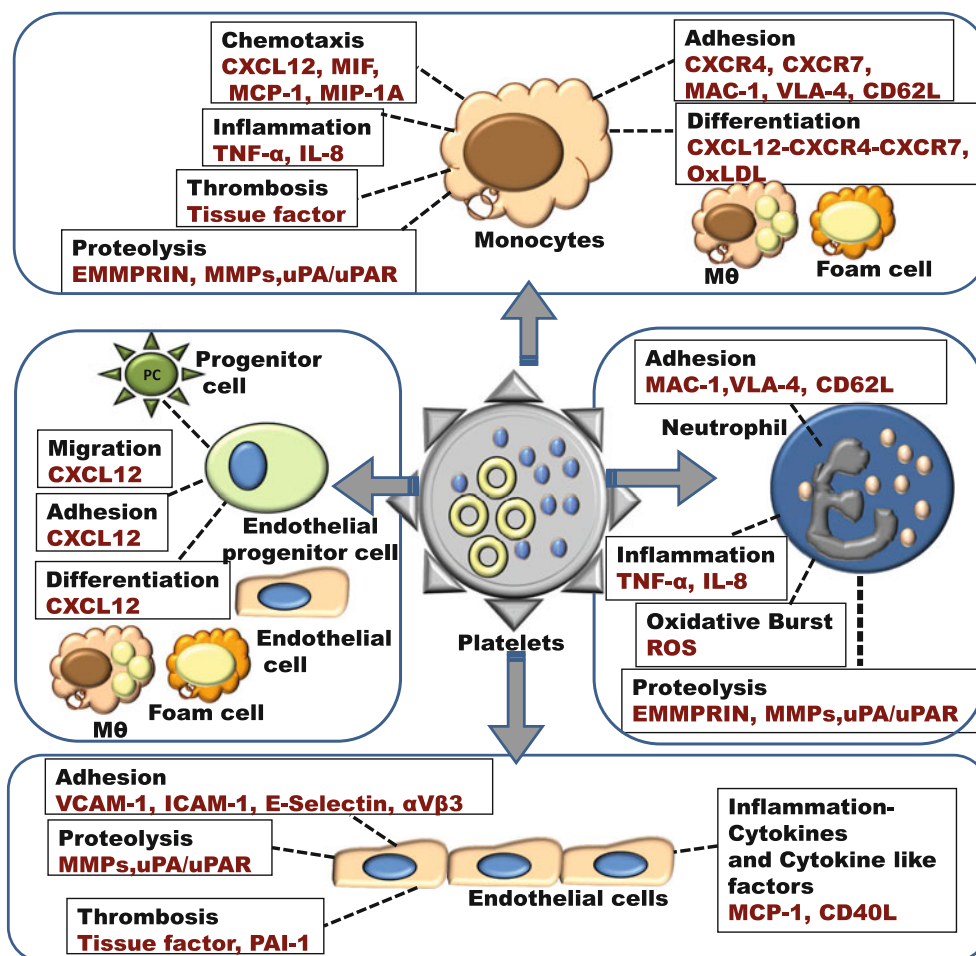 Chemotaxis
CXCL12, MIF,
MCP-1, MIP-1A
Inflammation
TNF-α, IL-8
Thrombosis
Tissue factor
Proteolysis
EMMPRIN, MMPs,uPA/uPAR
Monocytes
Adhesion
CXCR4, CXCR7,
MAC-1, VLA-4, CD62L
Differentiation
CXCL12-CXCR4-CXCR7,
OxLDL
Mθ
Foam cell
PC
Progenitor
cell
Migration
CXCL12
Adhesion
CXCL12
Differentiation
CXCL12
Endothelial
progenitor cell
Endothelial
cell
Mθ
Foam cell
Platelets
Adhesion
MAC-1,VLA-4, CD62L
Neutrophil
Inflammation
TNF-α, IL-8
Oxidative Burst
ROS
Proteolysis
EMMPRIN, MMPs,uPA/uPAR
Adhesion
VCAM-1, ICAM-1, E-Selectin, αVβ3
Proteolysis
MMPs,uPA/uPAR
Thrombosis
Tissue factor, PAI-1
Endothelial cells
Inflammation-
Cytokines
and Cytokine like
factors
MCP-1, CD40L